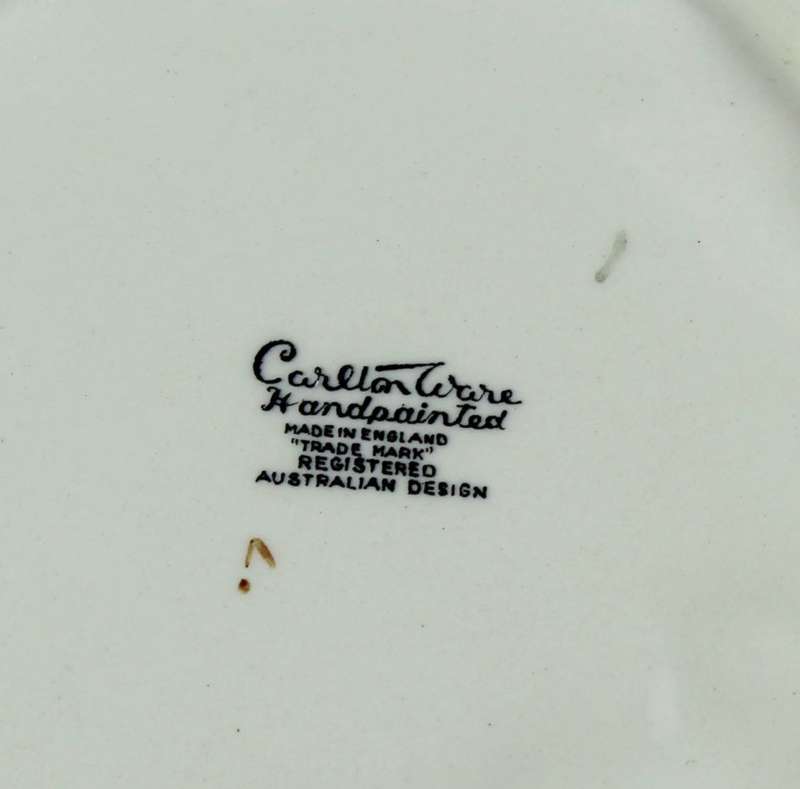 Carlton Ware
Handpainted
MADE IN ENGLAND
"TRADE MARK"
REGISTERED
AUSTRALIAN DESIGN